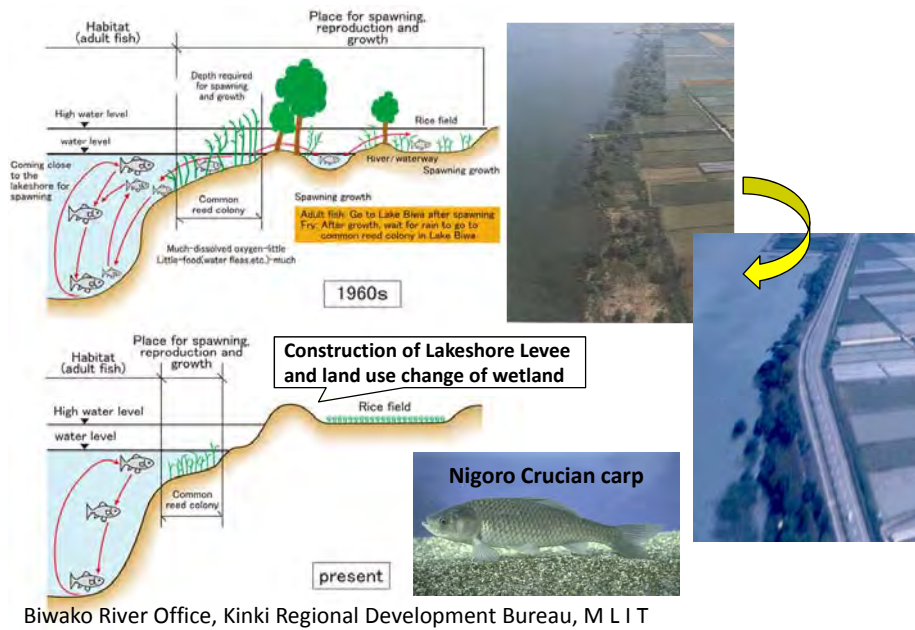 Habitat
(adult fish)
Place for spawning,
reproduction and
growth
Depth required
for spawning
and growth
High water level
water level
Rice field
River/waterway
Spawning growth
Coming close
to the
lakeshore for
spawning
Common
reed colony
Spawning growth
Adult fish: Go to Lake Biwa after spawning
Fry: After growth, wait for rain to go to
common reed colony in Lake Biwa
Much-dissolved oxygen-little
Little-food(water fleas.etc.)-much
1960s
Habitat
(adult fish)
Place for spawning,
reproduction and
growth
Construction of Lakeshore Levee
and land use change of wetland
High water level
Rice field
water level
Common
reed colony
Nigoro Crucian carp
present
Biwako River Office, Kinki Regional Development Bureau, M L I T